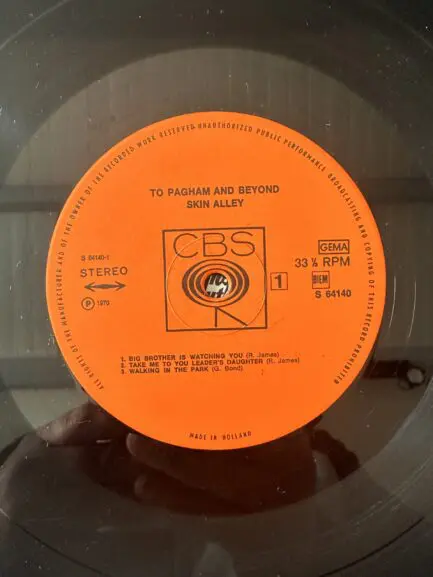 ALL RIGHTS OF THE MANUFACTURER AND OF THE OWNER OF THE RECORDED WORK RESERVED UNAUTHORIZED PUBLIC PERFORMANCE BROADCASTING AND COPYING OF THIS RECORD PROHIBITED
TO PAGHAM AND BEYOND
SKIN ALLEY
CBS
S 64140-1
STEREO
GEMA
33 ⅓ RPM
BIEM
1
S 64140
P 1970
R
1. BIG BROTHER IS WATCHING YOU (R. James)
2. TAKE ME TO YOU LEADER'S DAUGHTER (R. James)
3. WALKING IN THE PARK (G. Bond)
MADE IN HOLLAND